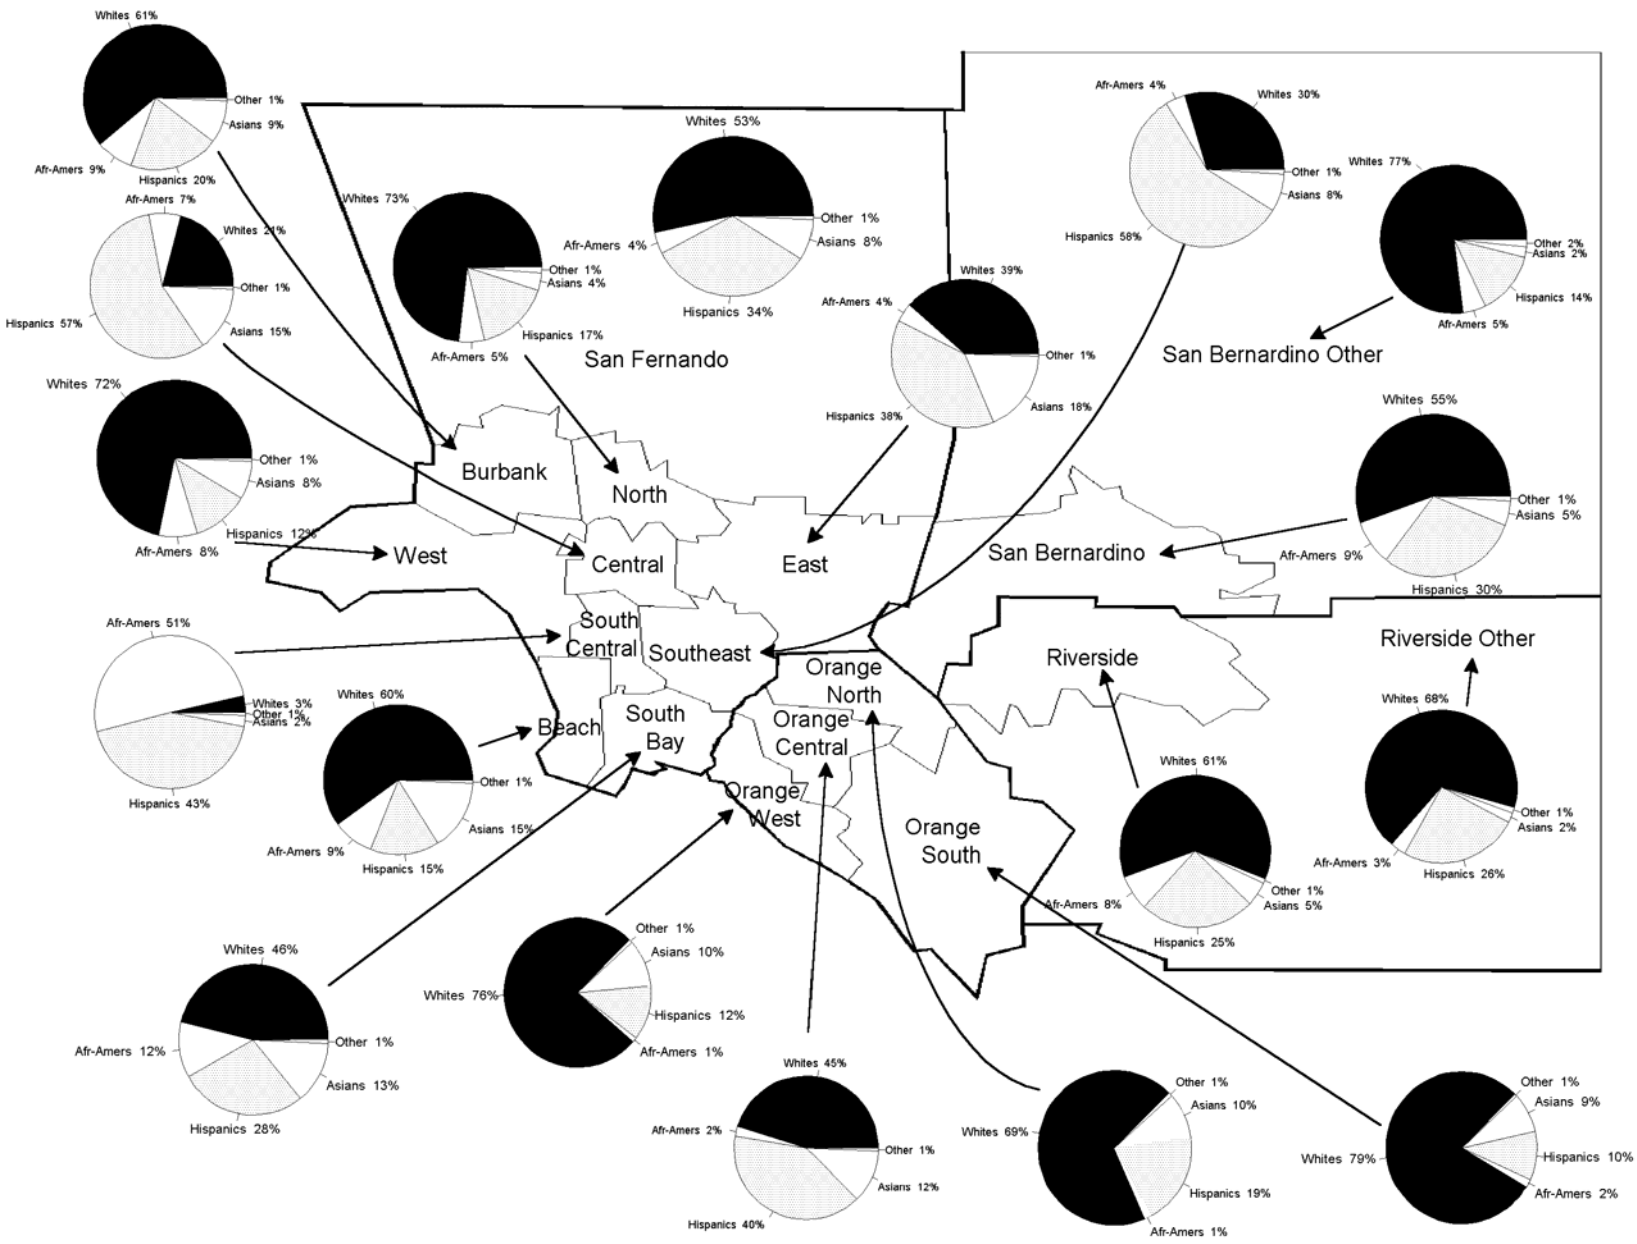 Whites 61%
Other 1%
Asians 9%
Afr-Amers 9%
Hispanics 20%
Afr-Amers 7%
Whites 21%
Other 1%
Asians 15%
Hispanics 57%
Whites 72%
Other 1%
Asians 8%
Hispanics 12%
Afr-Amers 8%
Afr-Amers 51%
Whites 3%
Other 1%
Asians 2%
Hispanics 43%
Whites 60%
Other 1%
Asians 15%
Afr-Amers 9%
Hispanics 15%
Whites 46%
Other 1%
Afr-Amers 12%
Asians 13%
Hispanics 28%
Whites 73%
Other 1%
Asians 4%
Hispanics 17%
Afr-Amers 5%
Whites 53%
Other 1%
Asians 8%
Afr-Amers 4%
Hispanics 34%
San Fernando
Whites 39%
Afr-Amers 4%
Other 1%
Asians 18%
Hispanics 38%
Afr-Amers 4%
Whites 30%
Other 1%
Asians 8%
Hispanics 58%
Whites 77%
Other 2%
Asians 2%
Hispanics 14%
Afr-Amers 5%
San Bernardino Other
Whites 55%
Other 1%
Asians 5%
Afr-Amers 9%
Hispanics 30%
Burbank
North
West
Central
East
San Bernardino
South
Central
Southeast
Orange
North
Riverside
Riverside Other
Beach
South
Bay
Orange
Central
Orange
West
Orange
South
Whites 68%
Other 1%
Asians 2%
Afr-Amers 3%
Hispanics 26%
Whites 61%
Other 1%
Asians 5%
Afr-Amers 8%
Hispanics 25%
Other 1%
Asians 10%
Whites 76%
Hispanics 12%
Afr-Amers 1%
Whites 45%
Afr-Amers 2%
Other 1%
Asians 12%
Hispanics 40%
Other 1%
Asians 10%
Whites 69%
Hispanics 19%
Afr-Amers 1%
Other 1%
Asians 9%
Whites 79%
Hispanics 10%
Afr-Amers 2%